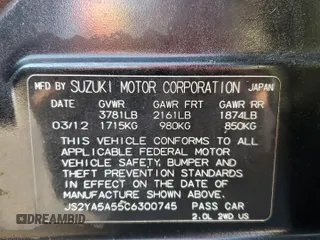 MFD BY SUZUKI MOTOR CORPORATION JAPAN
DATE GVWR GAWR FRT GAWR RR
3781LB 2161LB 1874LB
03/12 1715KG 980KG 850KG
THIS VEHICLE CONFORMS TO ALL
APPLICABLE FEDERAL MOTOR
VEHICLE SAFETY, BUMPER AND
THEFT PREVENTION STANDARDS
IN EFFECT ON THE DATE OF
MANUFACTURE SHOWN ABOVE.
JS2YA5A55C6300745 PASS CAR
2.0L 2WD US
DREAMBID